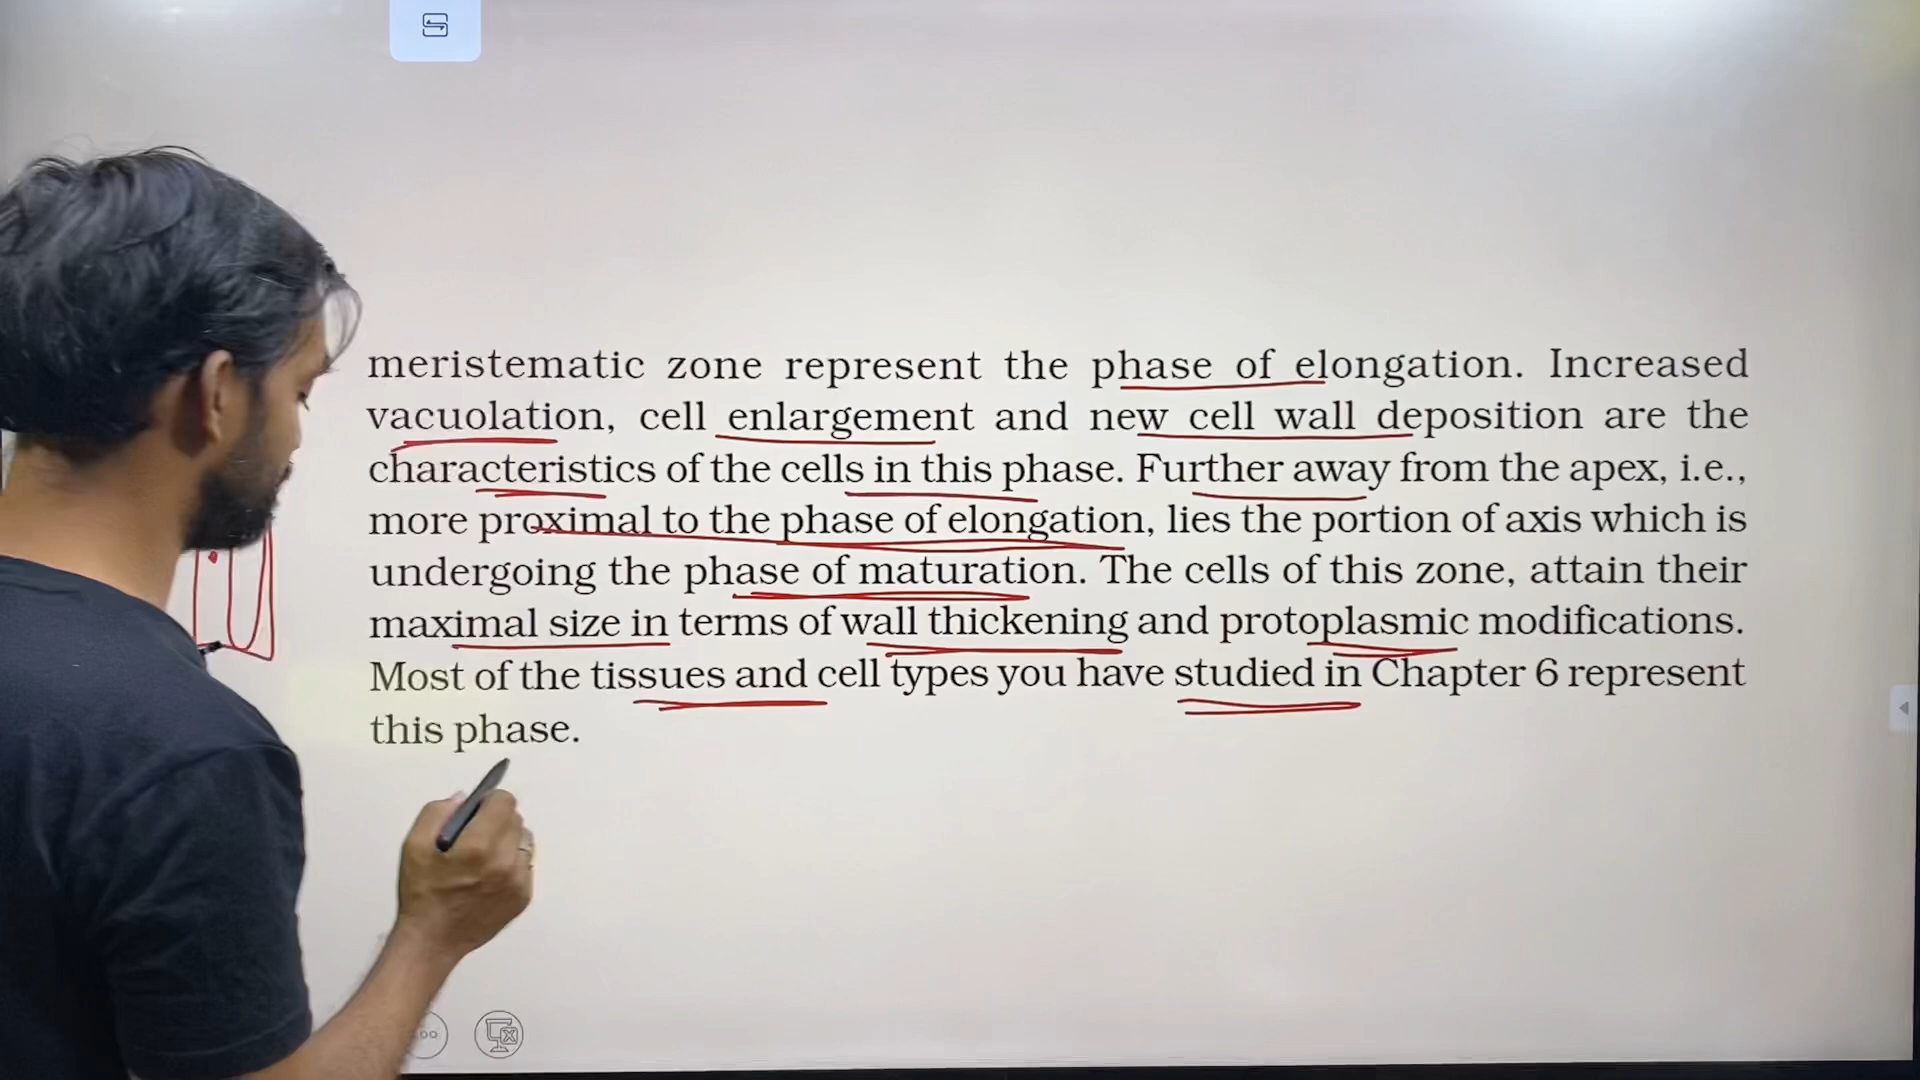 meristematic zone represent the phase of elongation. Increased
vacuolation, cell enlargement and new cell wall deposition are the
characteristics of the cells in this phase. Further away from the apex, i.e.,
more proximal to the phase of elongation, lies the portion of axis which is
undergoing the phase of maturation. The cells of this zone, attain their
maximal size in terms of wall thickening and protoplasmic modifications.
Most of the tissues and cell types you have studied in Chapter 6 represent
this phase.